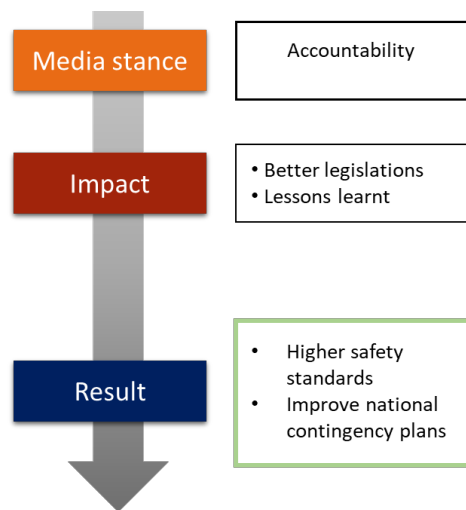 Media stance
Accountability
Impact
• Better legislations
• Lessons learnt
Result
• Higher safety
standards
• Improve national
contingency plans